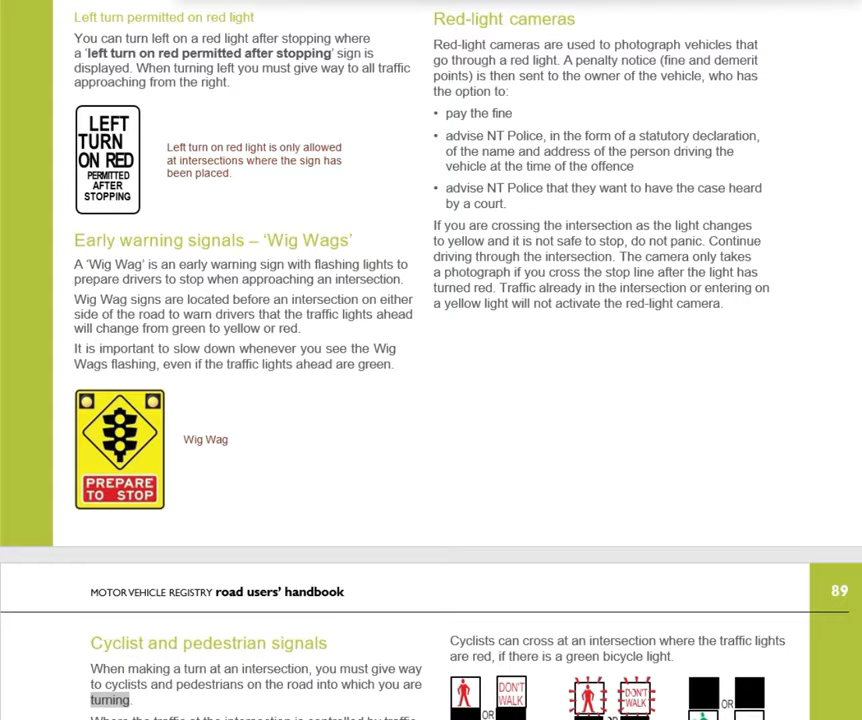 Left turn permitted on red light
You can turn left on a red light after stopping where
a ‘left turn on red permitted after stopping’ sign is
displayed. When turning left you must give way to all traffic
approaching from the right.
LEFT
TURN
ON RED
PERMITTED
AFTER
STOPPING
Left turn on red light is only allowed
at intersections where the sign has
been placed.
Early warning signals – ‘Wig Wags’
A ‘Wig Wag’ is an early warning sign with flashing lights to
prepare drivers to stop when approaching an intersection.
Wig Wag signs are located before an intersection on either
side of the road to warn drivers that the traffic lights ahead
will change from green to yellow or red.
It is important to slow down whenever you see the Wig
Wags flashing, even if the traffic lights ahead are green.
PREPARE
TO STOP
Wig Wag
Red-light cameras
Red-light cameras are used to photograph vehicles that
go through a red light. A penalty notice (fine and demerit
points) is then sent to the owner of the vehicle, who has
the option to:
• pay the fine
• advise NT Police, in the form of a statutory declaration,
of the name and address of the person driving the
vehicle at the time of the offence
• advise NT Police that they want to have the case heard
by a court.
If you are crossing the intersection as the light changes
to yellow and it is not safe to stop, do not panic. Continue
driving through the intersection. The camera only takes
a photograph if you cross the stop line after the light has
turned red. Traffic already in the intersection or entering on
a yellow light will not activate the red-light camera.
MOTOR VEHICLE REGISTRY road users’ handbook
89
Cyclist and pedestrian signals
When making a turn at an intersection, you must give way
to cyclists and pedestrians on the road into which you are
turning.
Where the traffic at the intersection is controlled by traffic
Cyclists can cross at an intersection where the traffic lights
are red, if there is a green bicycle light.
DON'T
WALK
OR
DON'T
WALK
OR
OR